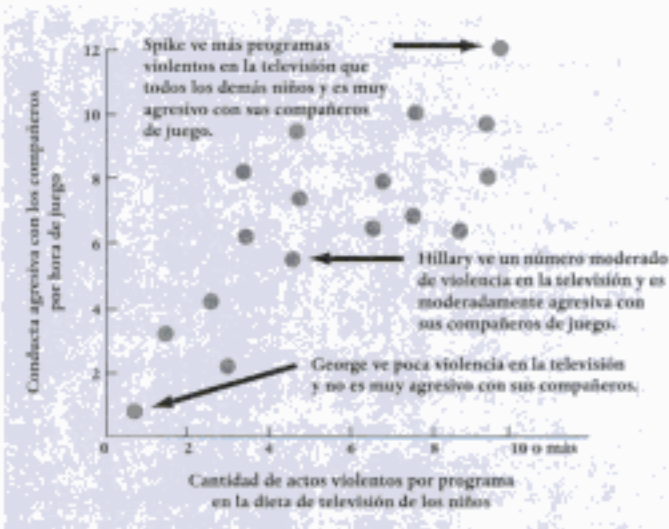 Spike ve más programas
violentos en la televisión que
todos los demás niños y es muy
agresivo con sus compañeros
de juego.
Hillary ve un número moderado
de violencia en la televisión y es
moderadamente agresiva con
sus compañeros de juego.
George ve poca violencia en la televisión
y no es muy agresivo con sus compañeros.
Conducta agresiva con los compañeros
por hora de juego
12
10
8
6
4
2
0
2
4
6
8
10 o más
Cantidad de actos violentos por programa
en la dieta de televisión de los niños